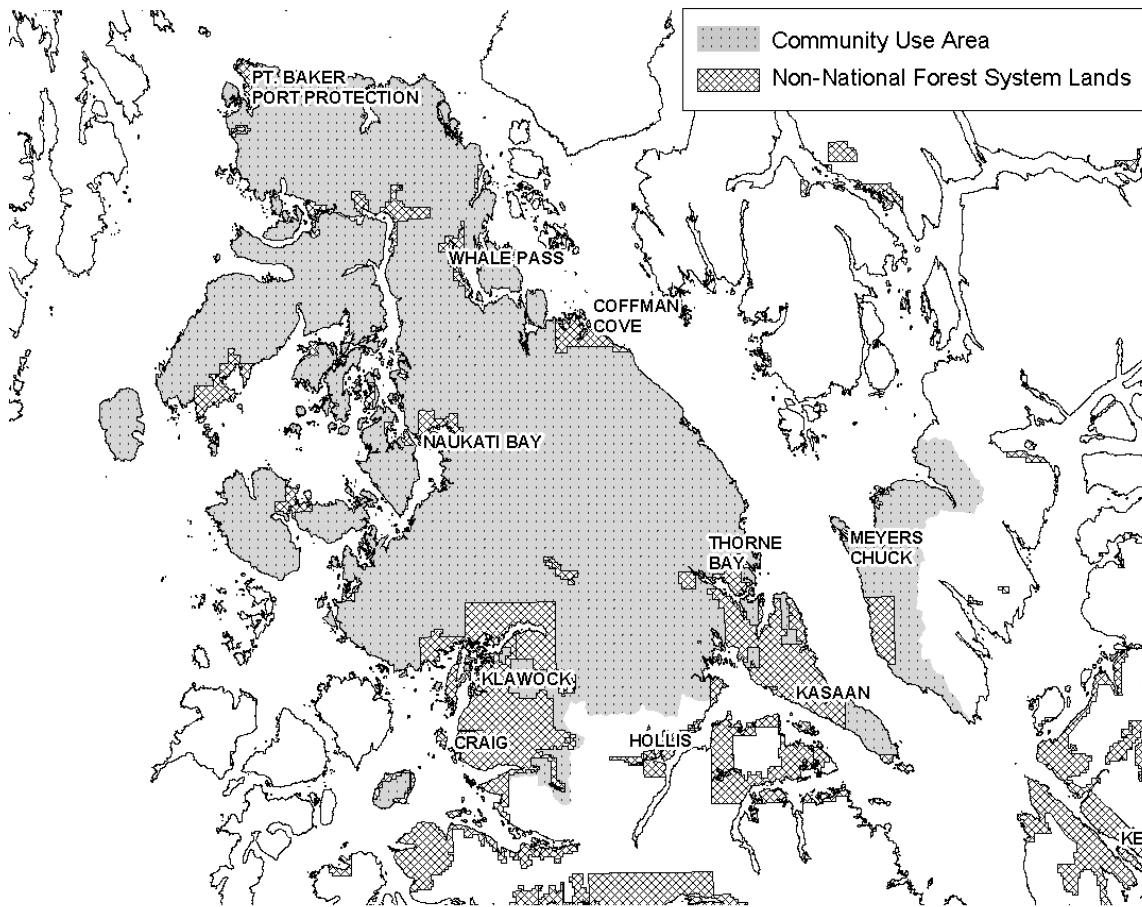 Community Use Area
Non-National Forest System Lands
PT. BAKER
PORT PROTECTION
WHALE PASS
COFFMAN
COVE
NAUKATI BAY
THORNE
BAY
MEYERS
CHUCK
KLAWOCK
KASAAN
CRAIG
HOLLIS
KE